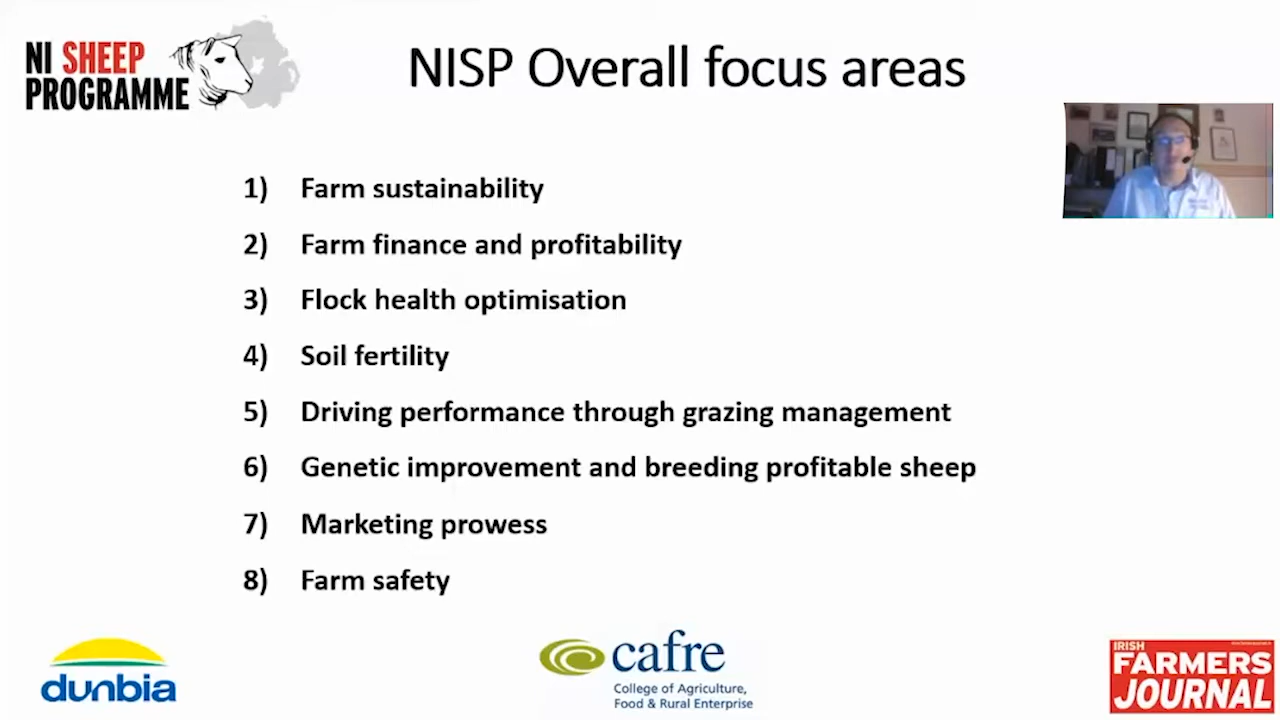 NI SHEEP
PROGRAMME
NISP Overall focus areas
1) Farm sustainability
2) Farm finance and profitability
3) Flock health optimisation
4) Soil fertility
5) Driving performance through grazing management
6) Genetic improvement and breeding profitable sheep
7) Marketing prowess
8) Farm safety
dunbia
cafre
College of Agriculture,
Food & Rural Enterprise
IRISH
FARMERS
JOURNAL